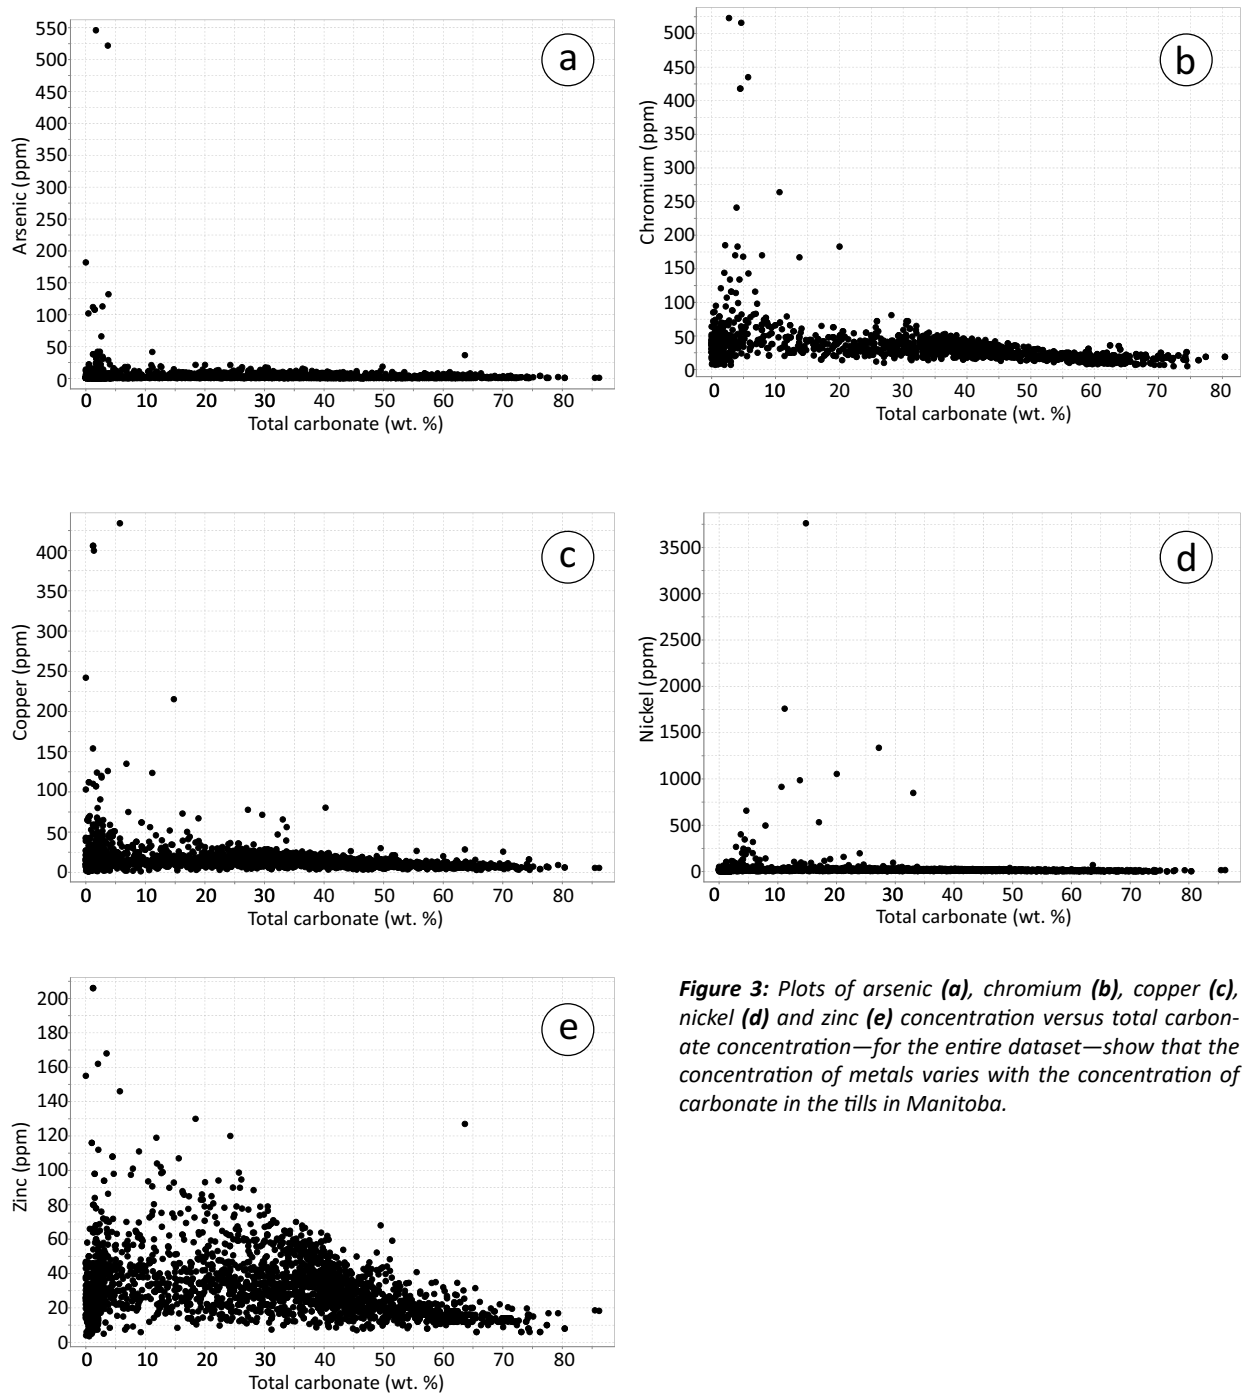 550
500
450
400
350
300
250
200
150
100
50
0
Arsenic (ppm)
a
0 10 20 30 40 50 60 70 80
Total carbonate (wt. %)
500
450
400
350
300
250
200
150
100
50
0
Chromium (ppm)
b
0 10 20 30 40 50 60 70 80
Total carbonate (wt. %)
400
350
300
250
200
150
100
50
0
Copper (ppm)
c
0 10 20 30 40 50 60 70 80
Total carbonate (wt. %)
3500
3000
2500
2000
1500
1000
500
0
Nickel (ppm)
d
0 10 20 30 40 50 60 70 80
Total carbonate (wt. %)
200
180
160
140
120
100
80
60
40
20
0
Zinc (ppm)
e
0 10 20 30 40 50 60 70 80
Total carbonate (wt. %)
Figure 3: Plots of arsenic (a), chromium (b), copper (c),
nickel (d) and zinc (e) concentration versus total carbon-
ate concentration—for the entire dataset—show that the
concentration of metals varies with the concentration of
carbonate in the tills in Manitoba.